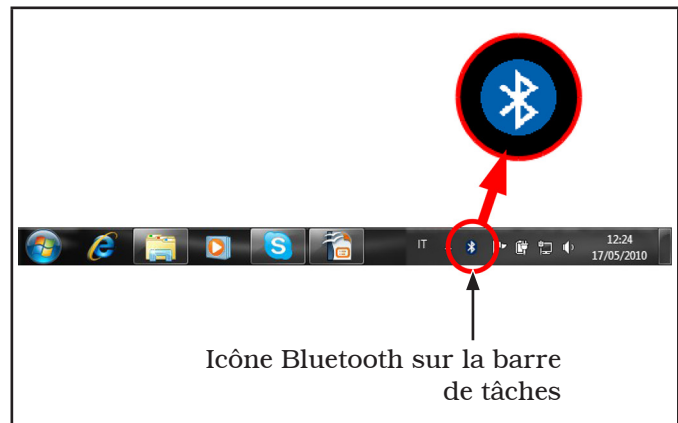 IT
12:24
17/05/2010
Icône Bluetooth sur la barre
de tâches